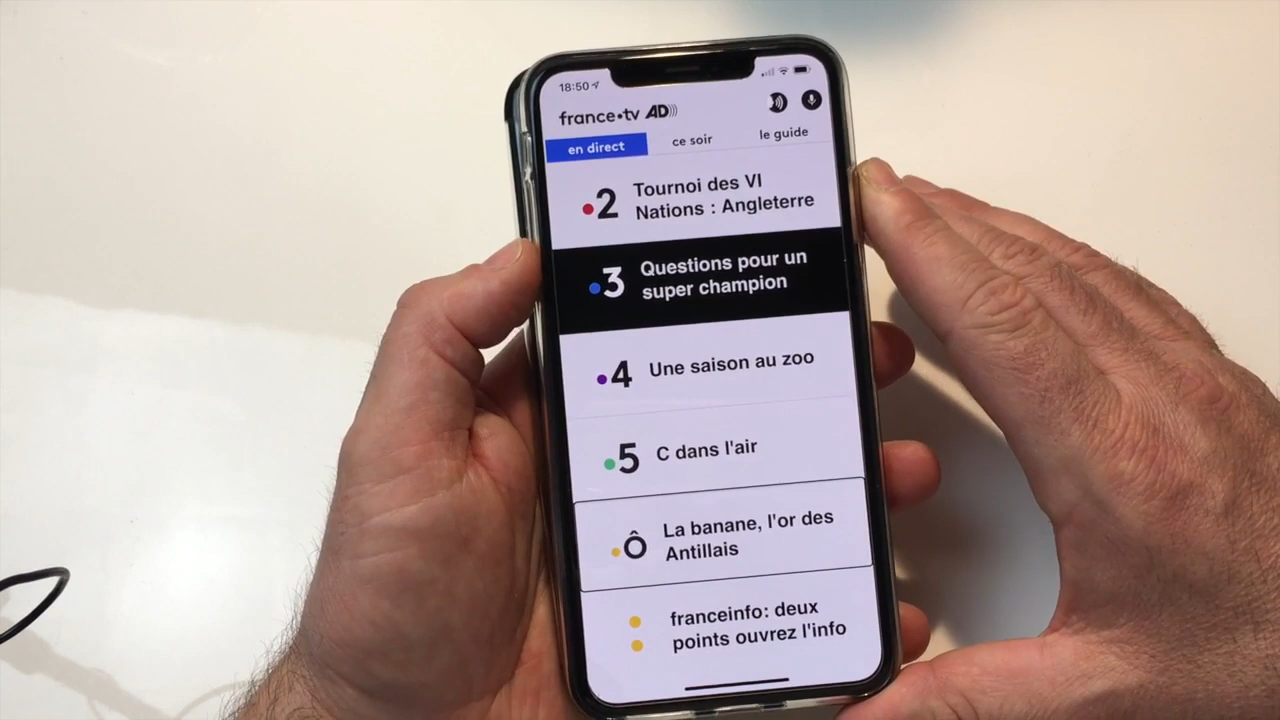 18:50
france•tv AD)))
en direct ce soir le guide
•2 Tournoi des VI
Nations : Angleterre
•3 Questions pour un
super champion
•4 Une saison au zoo
•5 C dans l'air
•Ô La banane, l'or des
Antillais
franceinfo: deux
points ouvrez l'info